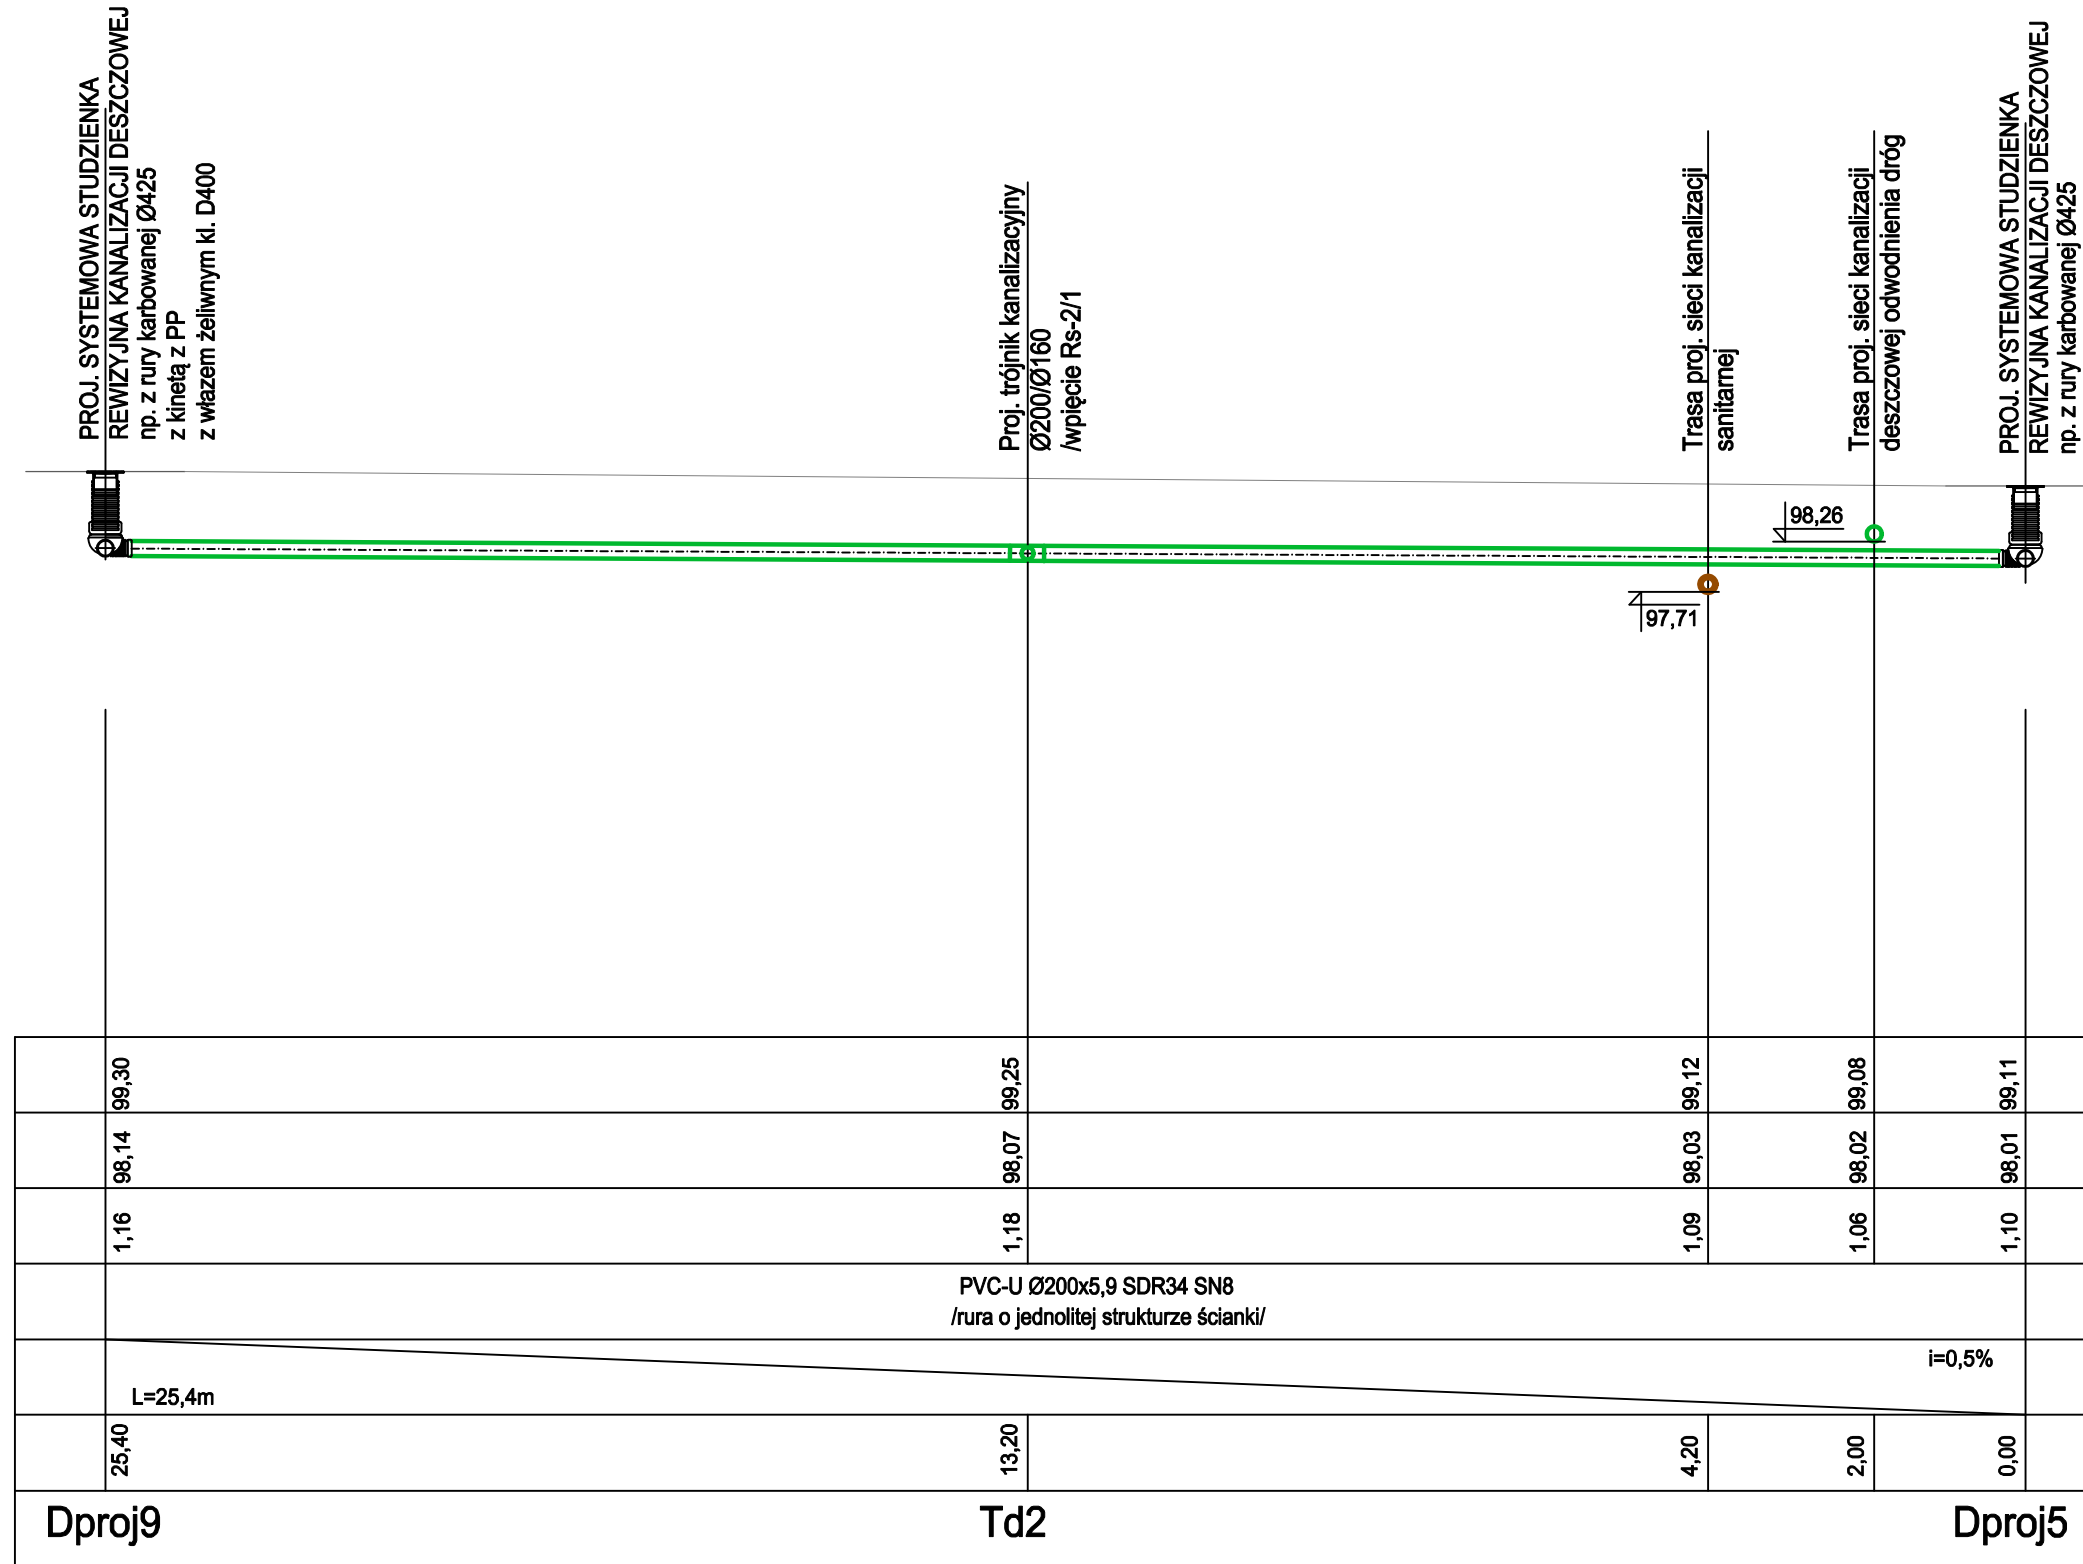 PROJ. SYSTEMOWA STUDZIENKA
REWIZYJNA KANALIZACJI DESZCZOWEJ
np. z rury karbowanej Ø425
z kinetą z PP
z włazem żeliwnym kl. D400
Proj. trójnik kanalizacyjny
Ø200/Ø160
/wpięcie Rs-2/1
Trasa proj. sieci kanalizacji
sanitarnej
Trasa proj. sieci kanalizacji
deszczowej odwodnienia dróg
PROJ. SYSTEMOWA STUDZIENKA
REWIZYJNA KANALIZACJI DESZCZOWEJ
np. z rury karbowanej Ø425
98,26
97,71
99,30
99,25
99,12
99,08
99,11
98,14
98,07
98,03
98,02
98,01
1,16
1,18
1,09
1,06
1,10
PVC-U Ø200x5,9 SDR34 SN8
/rura o jednolitej strukturze ścianki/
i=0,5%
L=25,4m
25,40
13,20
4,20
2,00
0,00
Dproj9
Td2
Dproj5